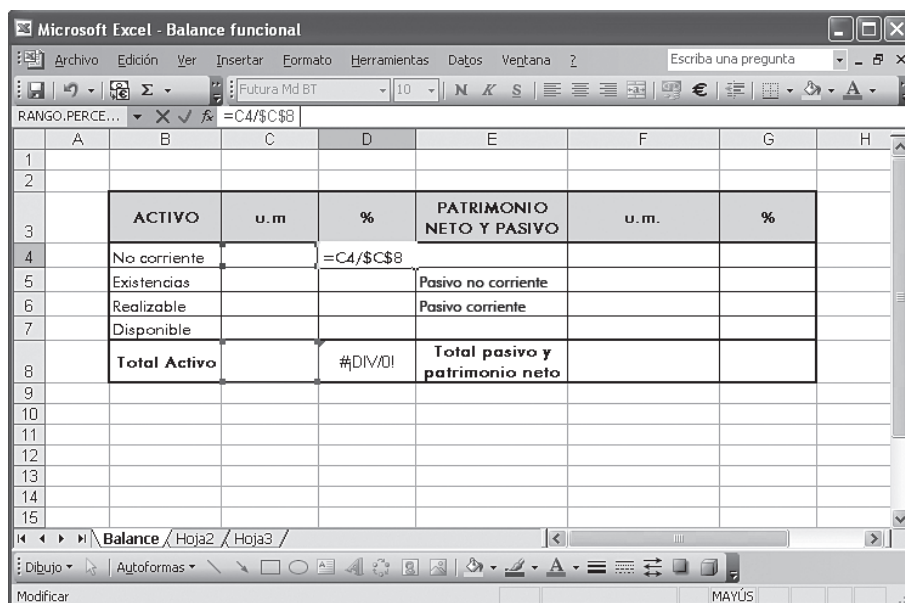 Microsoft Excel - Balance funcional
Archivo Edición Ver Insertar Formato Herramientas Datos Ventana ? Escriba una pregunta
Futura Md BT 10 N K S €
RANGO.PERCE... fx =C4/$C$8
A B C D E F G H
1
2
3 ACTIVO u.m % PATRIMONIO NETO Y PASIVO u.m. %
4 No corriente =C4/$C$8
5 Existencias Pasivo no corriente
6 Realizable Pasivo corriente
7 Disponible
8 Total Activo #¡DIV/0! Total pasivo y patrimonio neto
9
10
11
12
13
14
15
Balance Hoja2 Hoja3
Dibujo Autoformas
Modificar MAYÚS